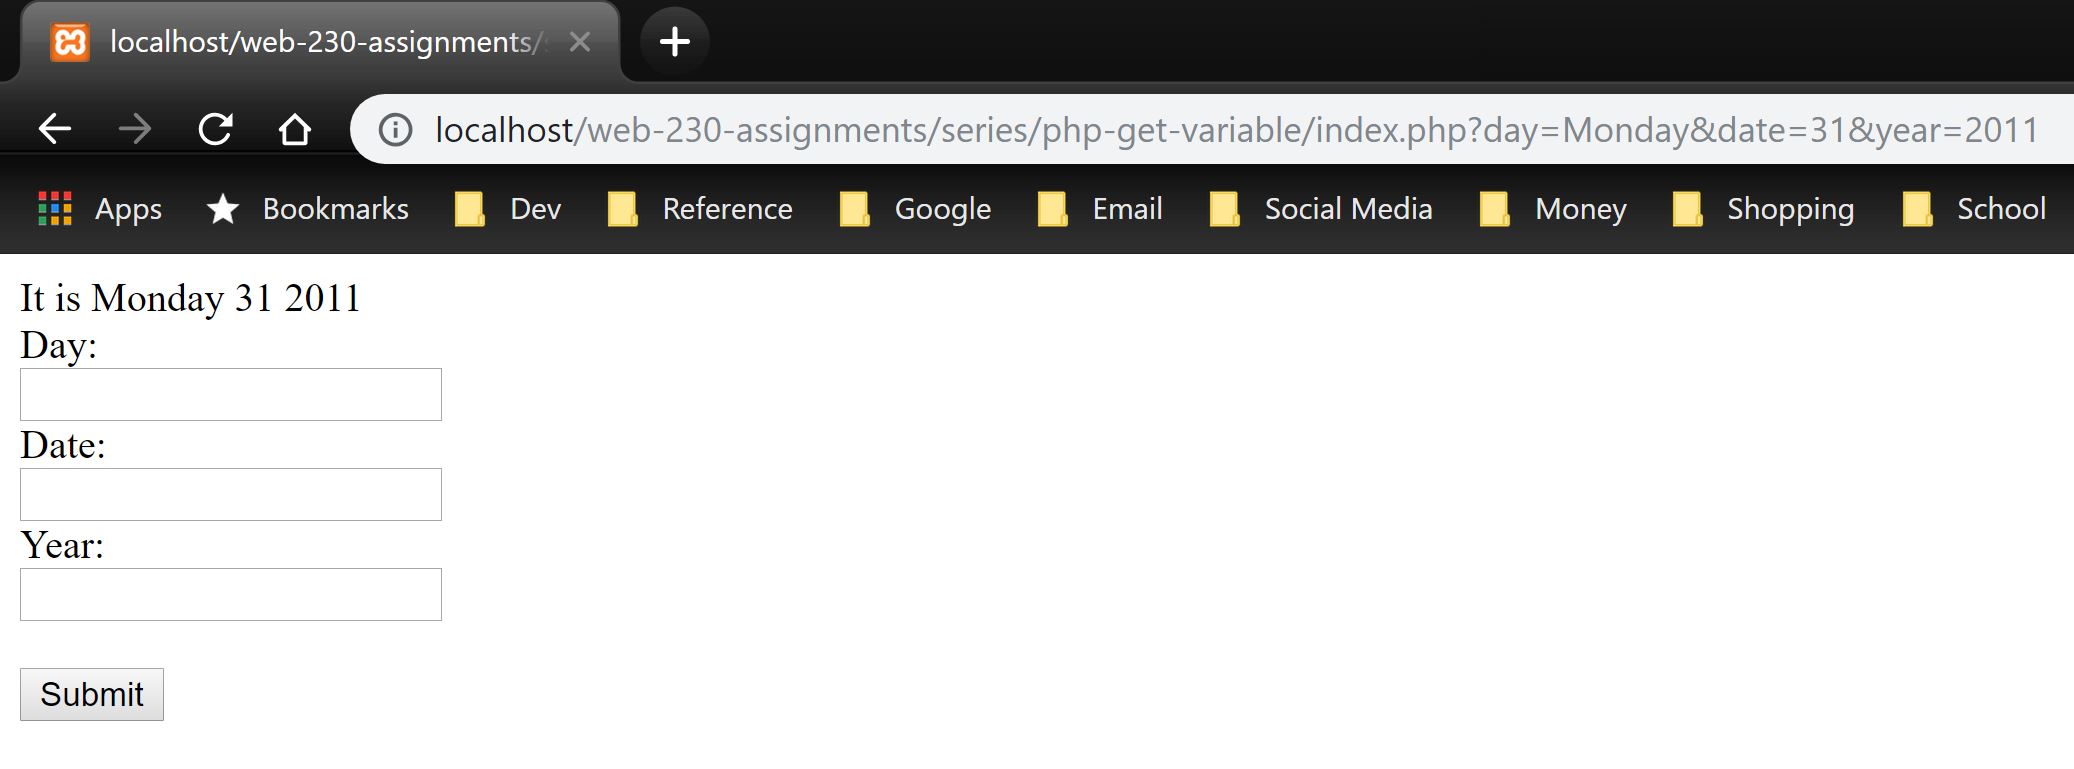 localhost/web-230-assignments/
localhost/web-230-assignments/series/php-get-variable/index.php?day=Monday&date=31&year=2011
Apps Bookmarks Dev Reference Google Email Social Media Money Shopping School
It is Monday 31 2011
Day:
Date:
Year:
Submit